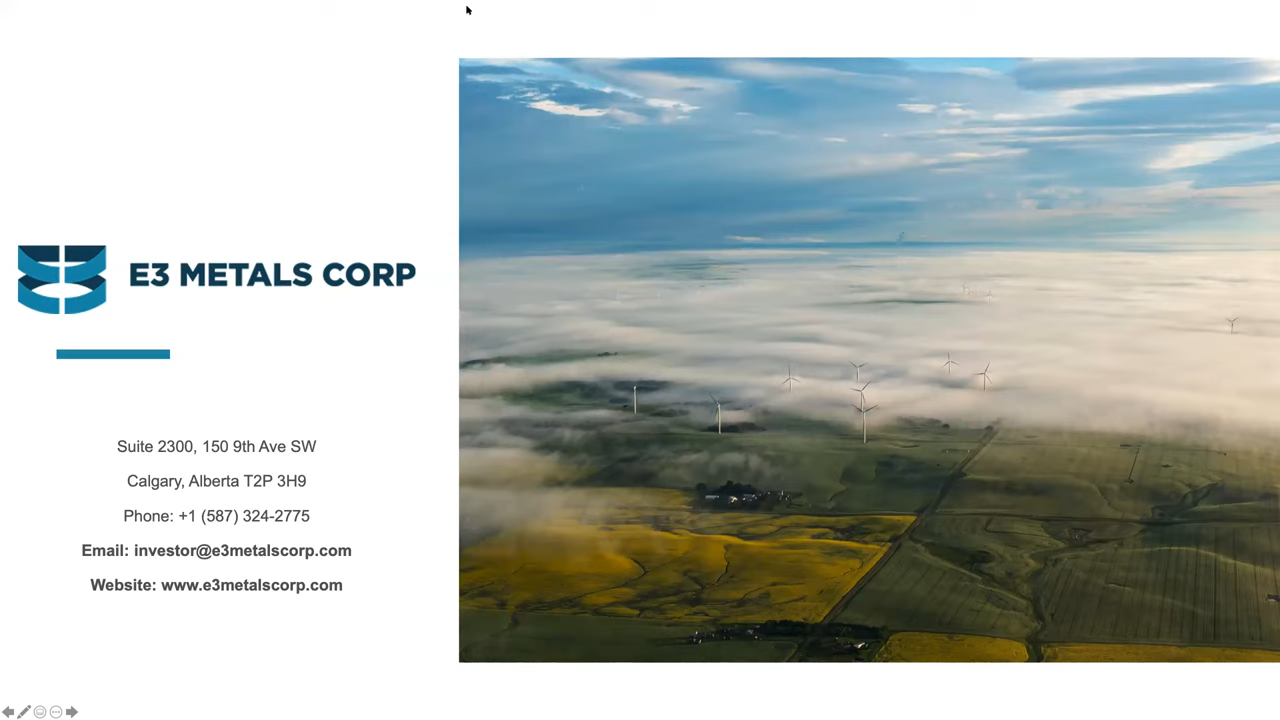 E3 METALS CORP
Suite 2300, 150 9th Ave SW
Calgary, Alberta T2P 3H9
Phone: +1 (587) 324-2775
Email: investor@e3metalscorp.com
Website: www.e3metalscorp.com